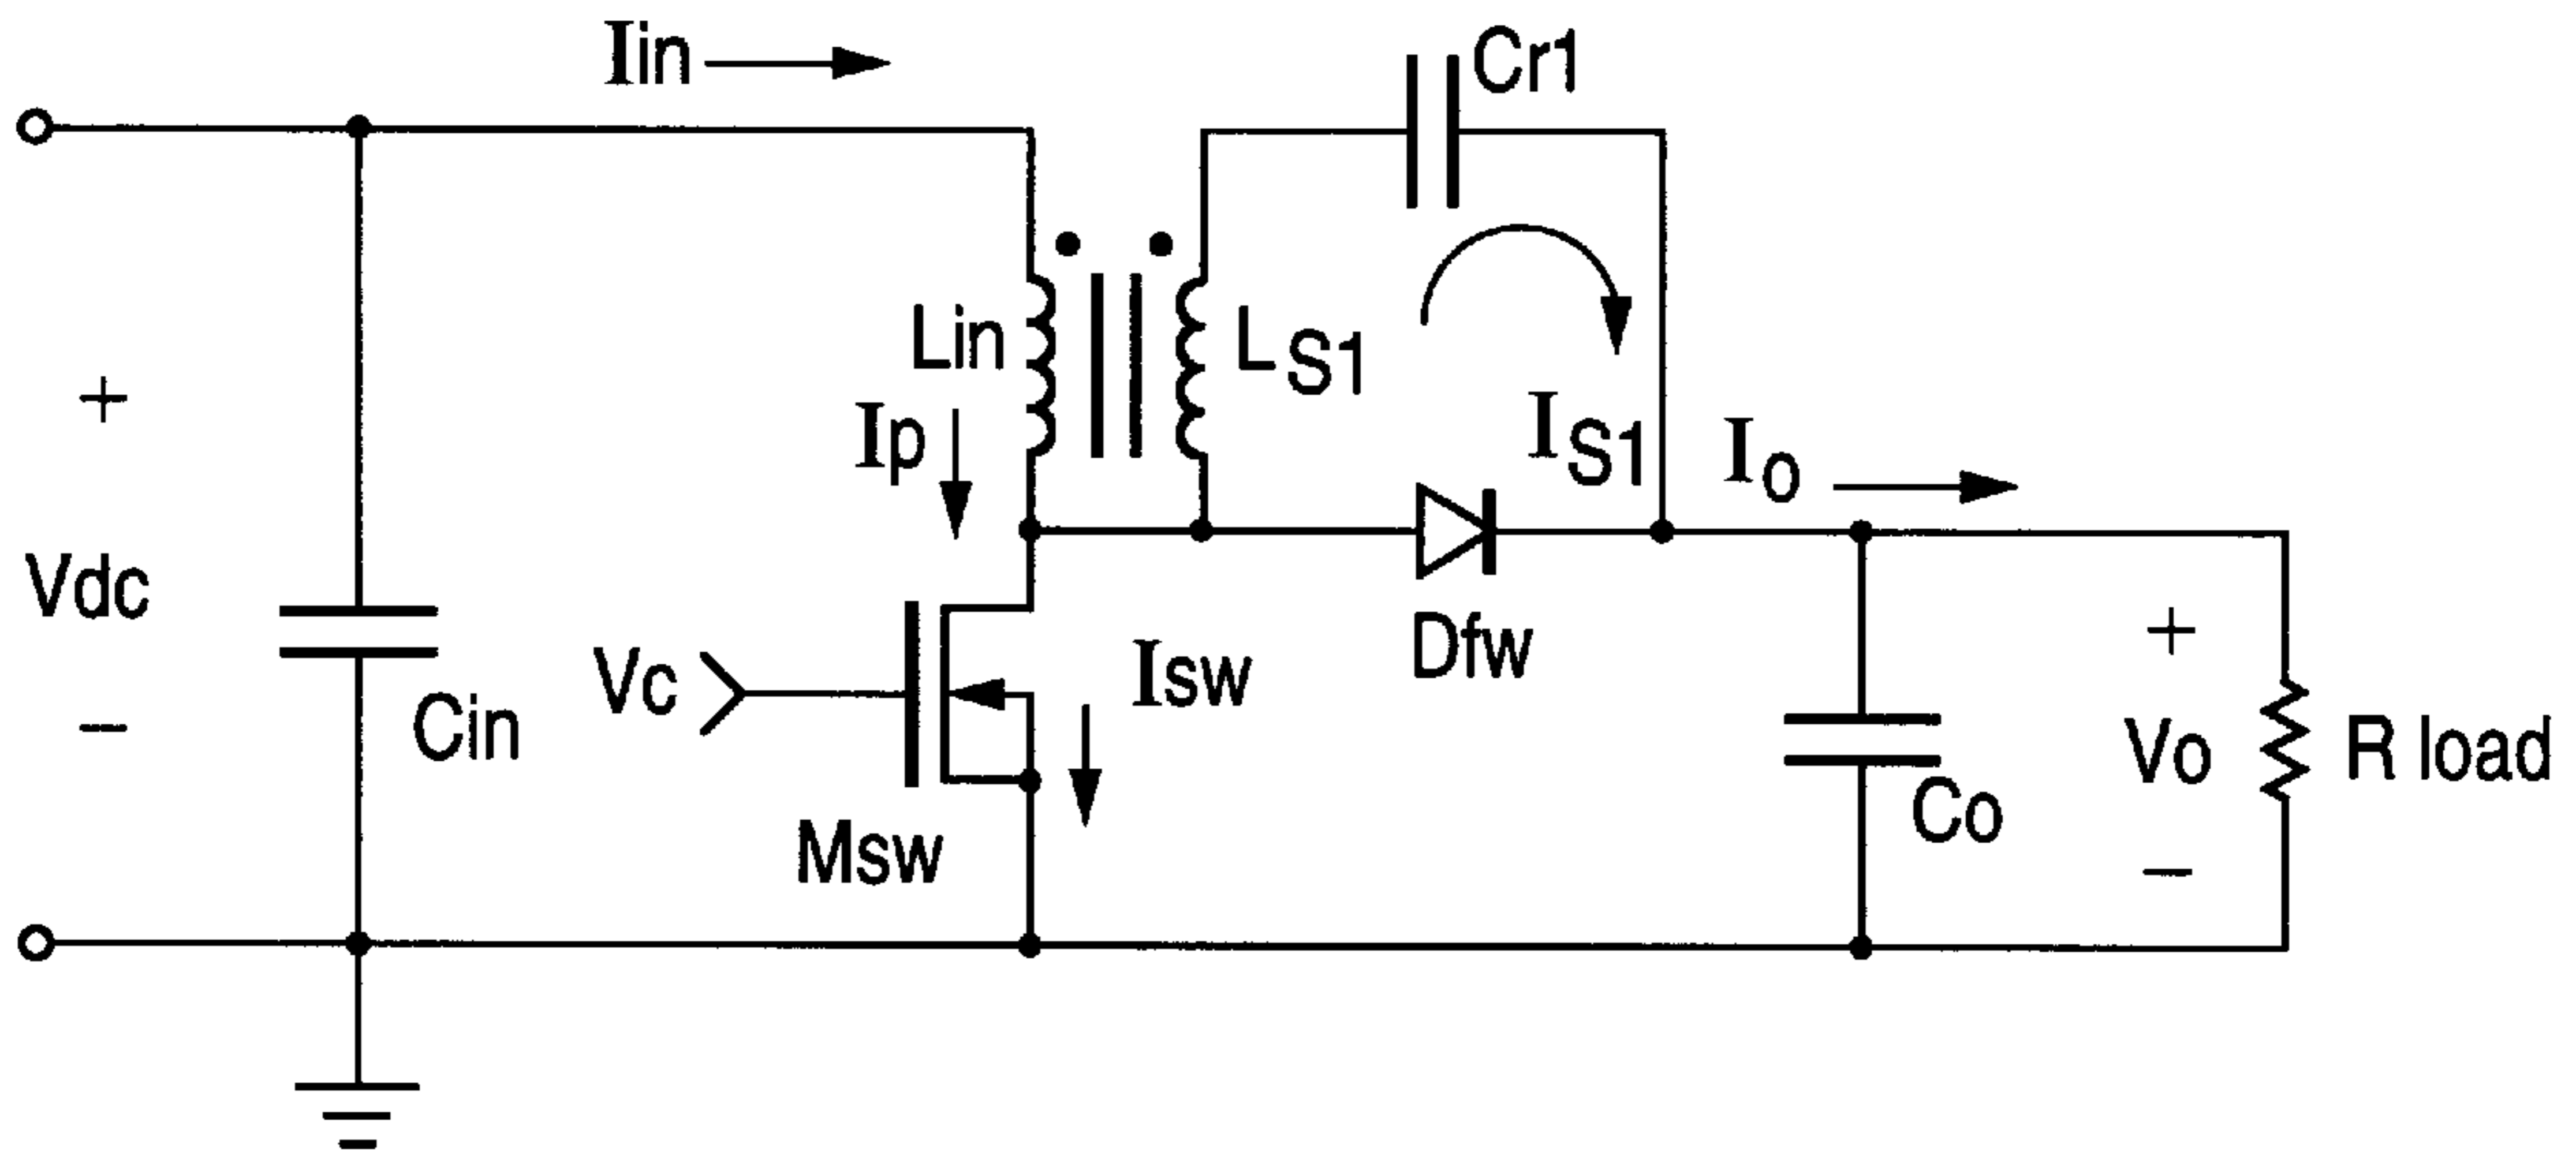 Iin
Cr1
Lin
LS1
Ip
IS1
Io
+
Vdc
−
Cin
Vc
Isw
Dfw
Msw
+
Vo
−
Co
R load